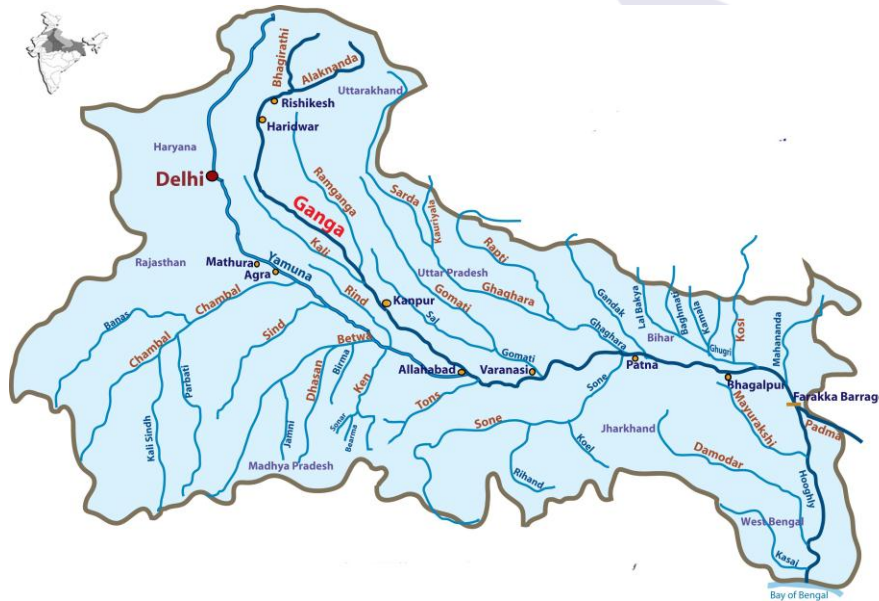 Bhagirathi
Alaknanda
Uttarakhand
Rishikesh
Haridwar
Haryana
Delhi
Ramganga
Ganga
Sarda
Kauriyala
Rapti
Kali
Rajasthan
Mathura
Agra
Yamuna
Uttar Pradesh
Ghaghara
Gomati
Gandak
Lal Bakya
Baghmati
Kamala
Kosi
Mahananda
Chambal
Banas
Chambal
Parbati
Sind
Rind
Kanpur
Sal
Ghaghara
Bihar
Ghugri
Betwa
Birma
Dhasan
Ken
Allahabad
Gomati
Varanasi
Patna
Bhagalpur
Farakka Barrage
Padma
Tons
Sone
Sone
Mayurakshi
Kali Sindh
Jamni
Sonar
Bearma
Madhya Pradesh
Koel
Rihand
Jharkhand
Damodar
Hooghly
West Bengal
Kasai
Bay of Bengal